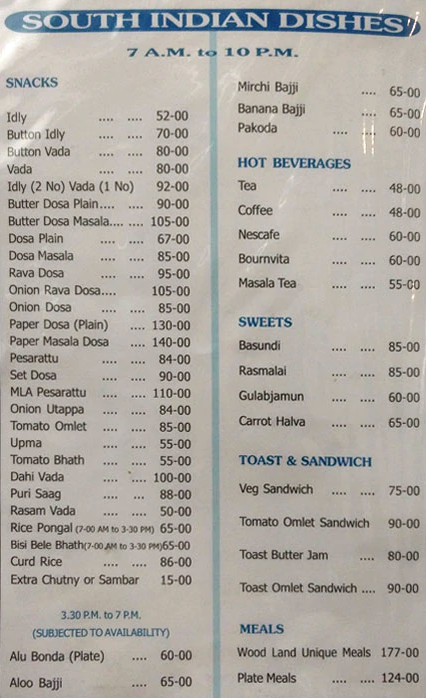 SOUTH INDIAN DISHES
7 A.M. to 10 P.M.
SNACKS
Idly .... .... 52-00
Button Idly .... .... 70-00
Button Vada .... .... 80-00
Vada .... .... 80-00
Idly (2 No) Vada (1 No) 92-00
Butter Dosa Plain.... .... 90-00
Butter Dosa Masala.... .... 105-00
Dosa Plain .... .... 67-00
Dosa Masala .... .... 85-00
Rava Dosa .... .... 95-00
Onion Rava Dosa.... 105-00
Onion Dosa .... .... 85-00
Paper Dosa (Plain) .... 130-00
Paper Masala Dosa .... 140-00
Pesarattu .... .... 84-00
Set Dosa .... .... 90-00
MLA Pesarattu .... .... 110-00
Onion Utappa .... .... 84-00
Tomato Omlet .... .... 85-00
Upma .... .... 55-00
Tomato Bhath .... .... 55-00
Dahi Vada .... .... 100-00
Puri Saag .... ... 88-00
Rasam Vada .... .... 50-00
Rice Pongal (7-00 AM to 3-30 PM) 65-00
Bisi Bele Bhath(7-00 AM to 3-30 PM)65-00
Curd Rice .... .... 86-00
Extra Chutny or Sambar 15-00
3.30 P.M. to 7 P.M.
(SUBJECTED TO AVAILABILITY)
Alu Bonda (Plate) .... 60-00
Aloo Bajji .... 65-00
Mirchi Bajji .... 65-00
Banana Bajji .... 65-00
Pakoda .... .... 60-00
HOT BEVERAGES
Tea .... .... 48-00
Coffee .... .... 48-00
Nescafe .... .... 60-00
Bournvita .... .... 60-00
Masala Tea .... .... 55-00
SWEETS
Basundi .... .... 85-00
Rasmalai .... .... 85-00
Gulabjamun .... .... 60-00
Carrot Halva .... .... 65-00
TOAST & SANDWICH
Veg Sandwich .... .... 75-00
Tomato Omlet Sandwich 90-00
Toast Butter Jam .... 80-00
Toast Omlet Sandwich .... 90-00
MEALS
Wood Land Unique Meals 177-00
Plate Meals .... .... 124-00